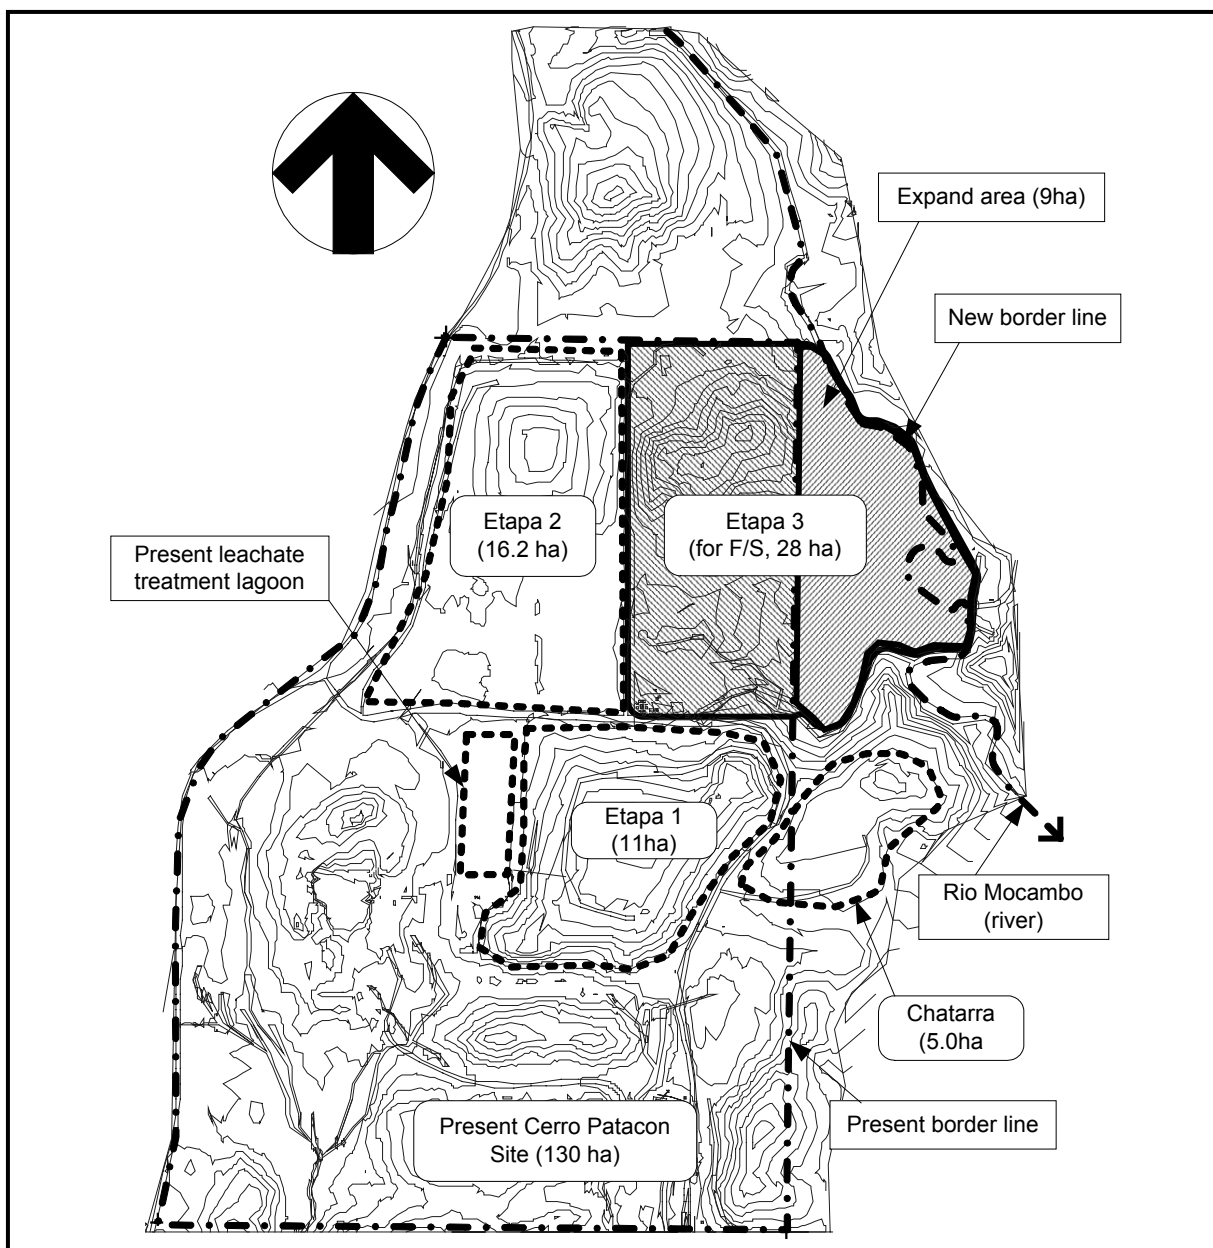 Expand area (9ha)
New border line
Etapa 2
(16.2 ha)
Etapa 3
(for F/S, 28 ha)
Present leachate
treatment lagoon
Etapa 1
(11ha)
Rio Mocambo
(river)
Chatarra
(5.0ha
Present Cerro Patacon
Site (130 ha)
Present border line